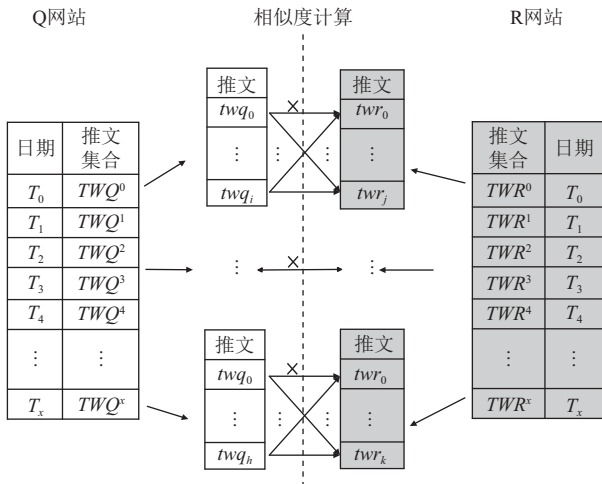 Q网站
相似度计算
R网站
日期 推文集合
T₀ TWQ⁰
T₁ TWQ¹
T₂ TWQ²
T₃ TWQ³
T₄ TWQ⁴
⋮ ⋮
Tₓ TWQˣ
推文
twq₀
⋮
twqᵢ
×
⋮ ⋮
推文
twr₀
⋮
twrⱼ
⋮ × ⋮
推文
twq₀
⋮
twqₕ
×
⋮ ⋮
推文
twr₀
⋮
twrₖ
推文集合 日期
TWR⁰ T₀
TWR¹ T₁
TWR² T₂
TWR³ T₃
TWR⁴ T₄
⋮ ⋮
TWRˣ Tₓ